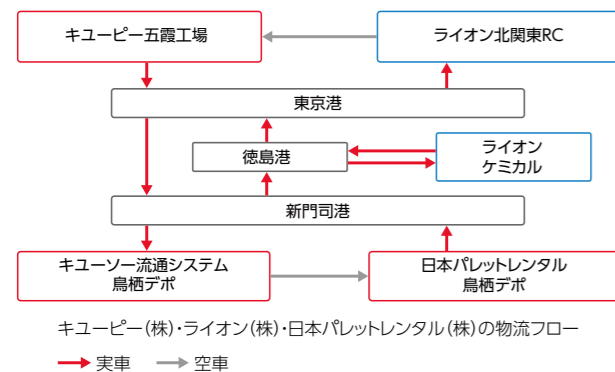 キユーピー五霞工場
ライオン北関東RC
東京港
徳島港
ライオン
ケミカル
新門司港
キユーソー流通システム
鳥栖デポ
日本パレットレンタル
鳥栖デポ
キユーピー(株)・ライオン(株)・日本パレットレンタル(株)の物流フロー
実車
空車